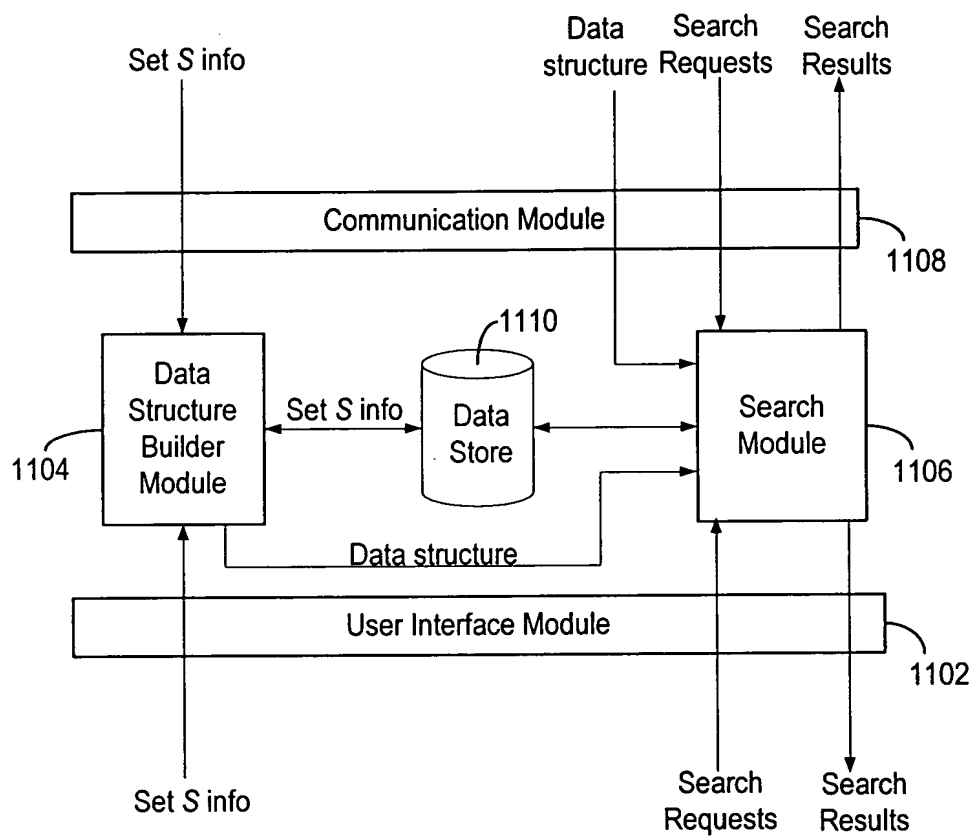 Set S info
Data
structure
Search
Requests
Search
Results
Communication Module
1108
1110
Data
Structure
Builder
Module
1104
Set S info
Data
Store
Search
Module
1106
Data structure
User Interface Module
1102
Set S info
Search
Requests
Search
Results